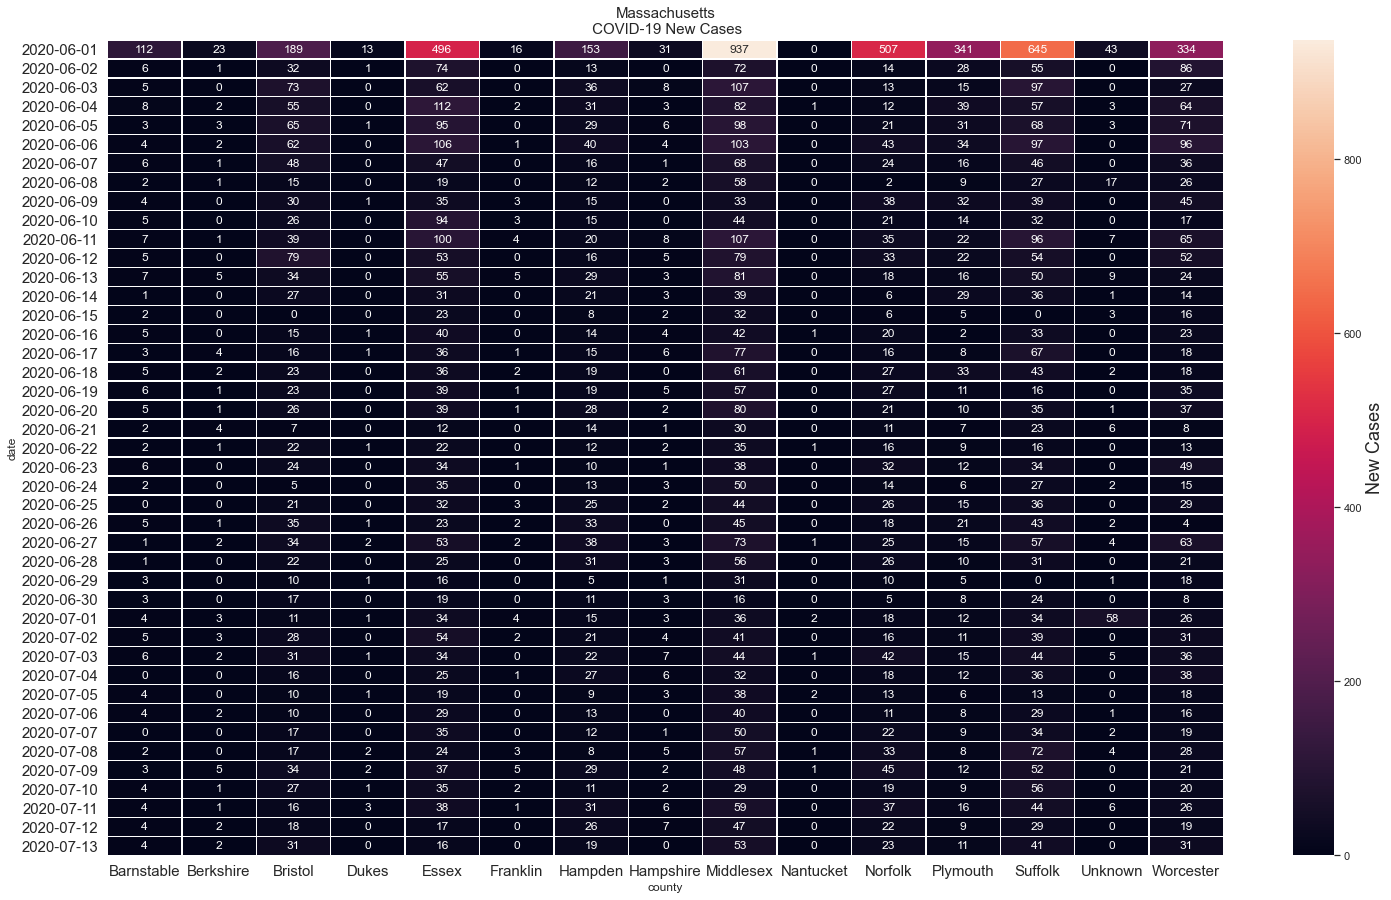 Massachusetts
COVID-19 New Cases
2020-06-01 112 23 189 13 496 16 153 31 937 0 507 341 645 43 334
2020-06-02 6 1 32 1 74 0 13 0 72 0 14 28 55 0 86
2020-06-03 5 0 73 0 62 0 36 8 107 0 13 15 97 0 27
2020-06-04 8 2 55 0 112 2 31 3 82 1 12 39 57 3 64
2020-06-05 3 3 65 1 95 0 29 6 98 0 21 31 68 3 71
2020-06-06 4 2 62 0 106 1 40 4 103 0 43 34 97 0 96
2020-06-07 6 1 48 0 47 0 16 1 68 0 24 16 46 0 36
2020-06-08 2 1 15 0 19 0 12 2 58 0 2 9 27 17 26
2020-06-09 4 0 30 1 35 3 15 0 33 0 38 32 39 0 45
2020-06-10 5 0 26 0 94 3 15 0 44 0 21 14 32 0 17
2020-06-11 7 1 39 0 100 4 20 8 107 0 35 22 96 7 65
2020-06-12 5 0 79 0 53 0 16 5 79 0 33 22 54 0 52
2020-06-13 7 5 34 0 55 5 29 3 81 0 18 16 50 9 24
2020-06-14 1 0 27 0 31 0 21 3 39 0 6 29 36 1 14
2020-06-15 2 0 0 0 23 0 8 2 32 0 6 5 0 3 16
2020-06-16 5 0 15 1 40 0 14 4 42 1 20 2 33 0 23
2020-06-17 3 4 16 1 36 1 15 6 77 0 16 8 67 0 18
2020-06-18 5 2 23 0 36 2 19 0 61 0 27 33 43 2 18
2020-06-19 6 1 23 0 39 1 19 5 57 0 27 11 16 0 35
2020-06-20 5 1 26 0 39 1 28 2 80 0 21 10 35 1 37
2020-06-21 2 4 7 0 12 0 14 1 30 0 11 7 23 6 8
2020-06-22 2 1 22 1 22 0 12 2 35 1 16 9 16 0 13
2020-06-23 6 0 24 0 34 1 10 1 38 0 32 12 34 0 49
2020-06-24 2 0 5 0 35 0 13 3 50 0 14 6 27 2 15
2020-06-25 0 0 21 0 32 3 25 2 44 0 26 15 36 0 29
2020-06-26 5 1 35 1 23 2 33 0 45 0 18 21 43 2 4
2020-06-27 1 2 34 2 53 2 38 3 73 1 25 15 57 4 63
2020-06-28 1 0 22 0 25 0 31 3 56 0 26 10 31 0 21
2020-06-29 3 0 10 1 16 0 5 1 31 0 10 5 0 1 18
2020-06-30 3 0 17 0 19 0 11 3 16 0 5 8 24 0 8
2020-07-01 4 3 11 1 34 4 15 3 36 2 18 12 34 58 26
2020-07-02 5 3 28 0 54 2 21 4 41 0 16 11 39 0 31
2020-07-03 6 2 31 1 34 0 22 7 44 1 42 15 44 5 36
2020-07-04 0 0 16 0 25 1 27 6 32 0 18 12 36 0 38
2020-07-05 4 0 10 1 19 0 9 3 38 2 13 6 13 0 18
2020-07-06 4 2 10 0 29 0 13 0 40 0 11 8 29 1 16
2020-07-07 0 0 17 0 35 0 12 1 50 0 22 9 34 2 19
2020-07-08 2 0 17 2 24 3 8 5 57 1 33 8 72 4 28
2020-07-09 3 5 34 2 37 5 29 2 48 1 45 12 52 0 21
2020-07-10 4 1 27 1 35 2 11 2 29 0 19 9 56 0 20
2020-07-11 4 1 16 3 38 1 31 6 59 0 37 16 44 6 26
2020-07-12 4 2 18 0 17 0 26 7 47 0 22 9 29 0 19
2020-07-13 4 2 31 0 16 0 19 0 53 0 23 11 41 0 31
Barnstable Berkshire Bristol Dukes Essex Franklin Hampden Hampshire Middlesex Nantucket Norfolk Plymouth Suffolk Unknown Worcester
county
date
800
600
400
200
0
New Cases